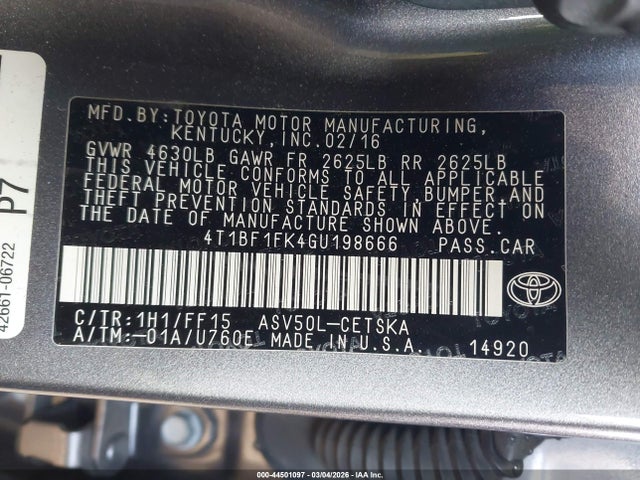 MFD.BY:TOYOTA MOTOR MANUFACTURING,
KENTUCKY,INC.02/16
GVWR 4630LB GAWR FR 2625LB RR 2625LB
THIS VEHICLE CONFORMS TO ALL APPLICABLE
FEDERAL MOTOR VEHICLE SAFETY,BUMPER,AND
THEFT PREVENTION STANDARDS IN EFFECT ON
THE DATE OF MANUFACTURE SHOWN ABOVE.
4T1BF1FK4GU198666 PASS.CAR
C/TR:1H1/FF15 ASV50L-CETSKA
A/TM:-01A/U760E MADE IN U.S.A. 14920
42661-06722 P7
000-44501097 - 03/04/2026 - IAA Inc.